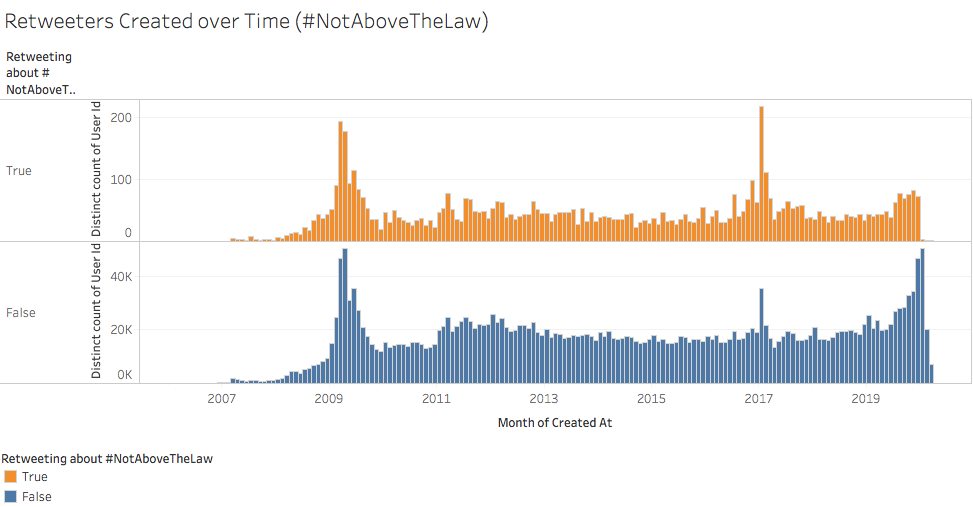 Retweeters Created over Time (#NotAboveTheLaw)
Retweeting
about #
NotAboveT..
True
Distinct count of User Id
200
100
0
False
Distinct count of User Id
40K
20K
0K
2007 2009 2011 2013 2015 2017 2019
Month of Created At
Retweeting about #NotAboveTheLaw
True
False